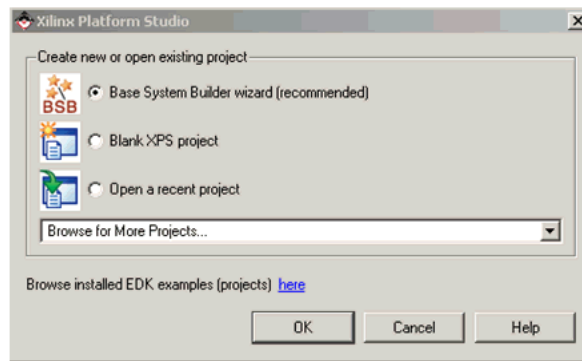 Xilinx Platform Studio
Create new or open existing project
BSB
Base System Builder wizard (recommended)
Blank XPS project
Open a recent project
Browse for More Projects...
Browse installed EDK examples (projects) here
OK Cancel Help